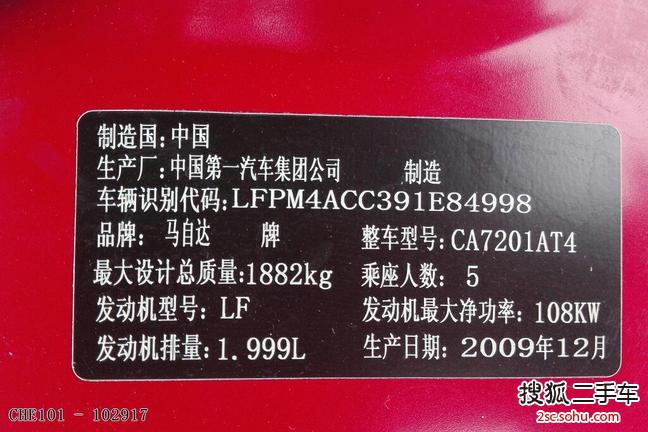 制造国:中国
生产厂:中国第一汽车集团公司 制造
车辆识别代码:LFPM4ACC391E84998
品牌: 马自达 牌 整车型号:CA7201AT4
最大设计总质量:1882kg 乘座人数: 5
发动机型号: LF 发动机最大净功率: 108KW
发动机排量: 1.999L 生产日期: 2009年12月
CHE101 - 102917
搜狐二手车
2sc.sohu.com